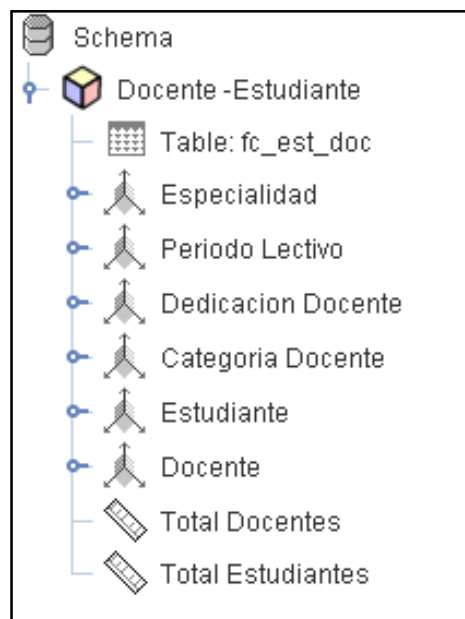 Schema
Docente -Estudiante
Table: fc_est_doc
Especialidad
Periodo Lectivo
Dedicacion Docente
Categoria Docente
Estudiante
Docente
Total Docentes
Total Estudiantes